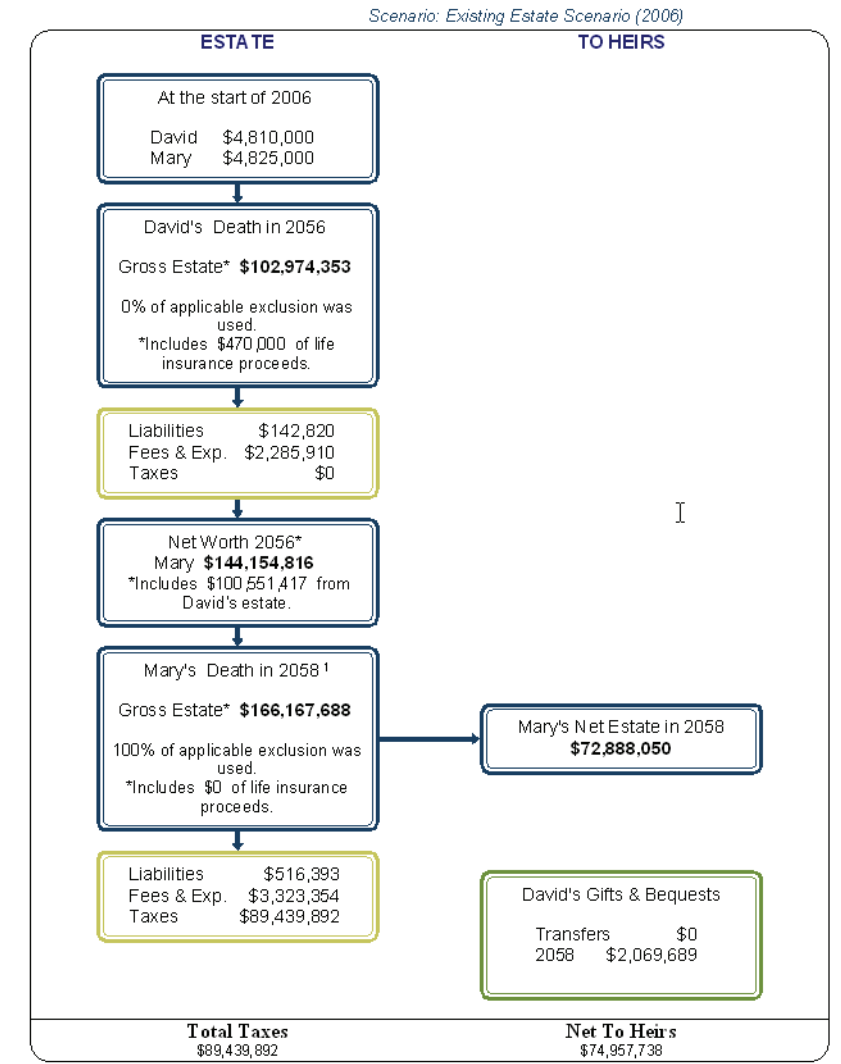 Scenario: Existing Estate Scenario (2006)
ESTATE
TO HEIRS
At the start of 2006
David $4,810,000
Mary $4,825,000
David's Death in 2056
Gross Estate* $102,974,353
0% of applicable exclusion was
used.
*Includes $470,000 of life
insurance proceeds.
Liabilities $142,820
Fees & Exp. $2,285,910
Taxes $0
Net Worth 2056*
Mary $144,154,816
*Includes $100,551,417 from
David's estate.
Mary's Death in 2058 ¹
Gross Estate* $166,167,688
100% of applicable exclusion was
used.
*Includes $0 of life insurance
proceeds.
Mary's Net Estate in 2058
$72,888,050
Liabilities $516,393
Fees & Exp. $3,323,354
Taxes $89,439,892
David's Gifts & Bequests
Transfers $0
2058 $2,069,689
Total Taxes
$89,439,892
Net To Heirs
$74,957,738